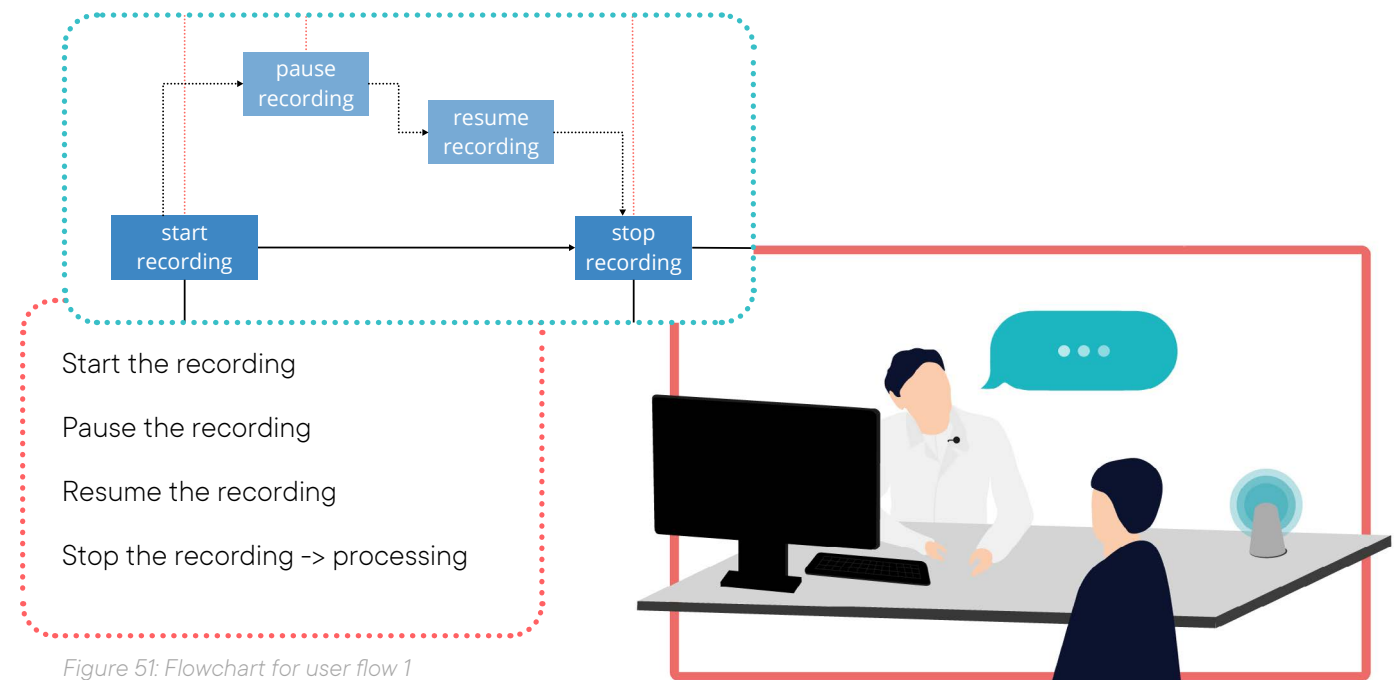 pause
recording
resume
recording
start
recording
stop
recording
Start the recording
Pause the recording
Resume the recording
Stop the recording -> processing
Figure 51: Flowchart for user flow 1